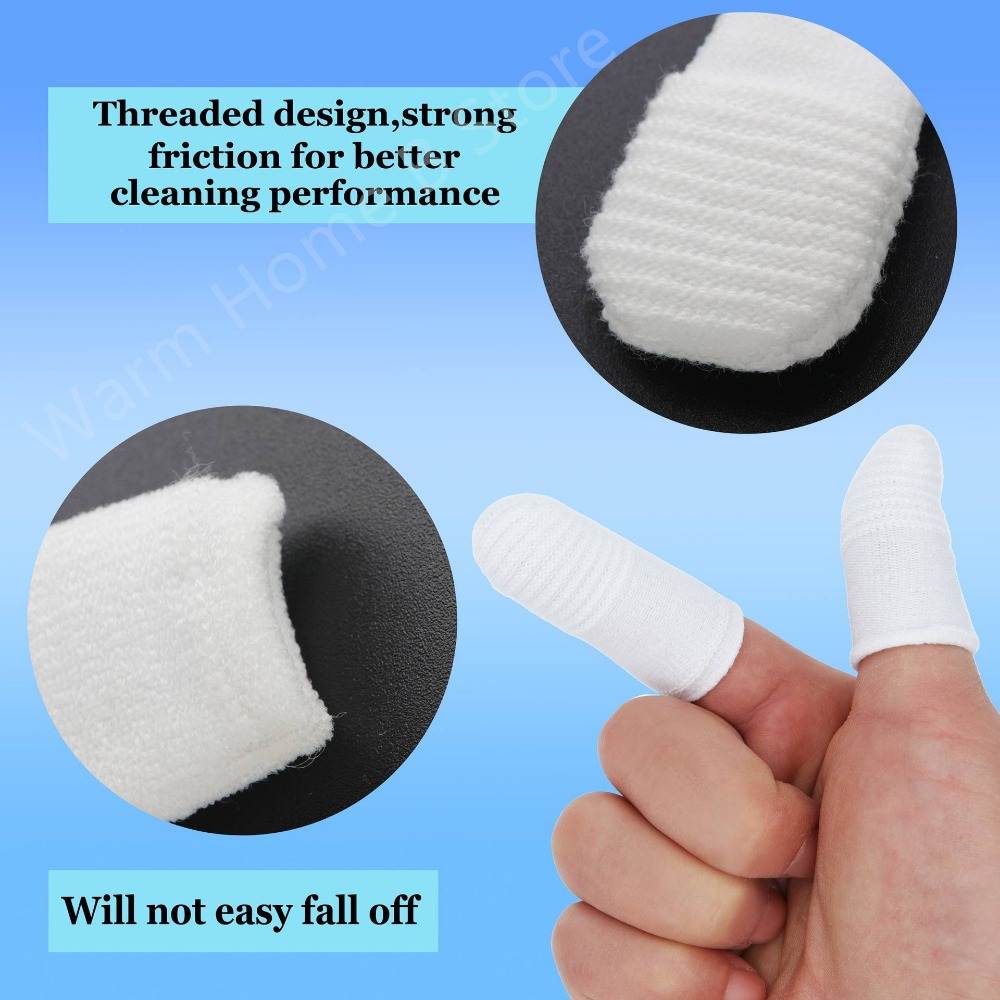 Threaded design,strong
friction for better
cleaning performance
Warm Home p Store
Will not easy fall off